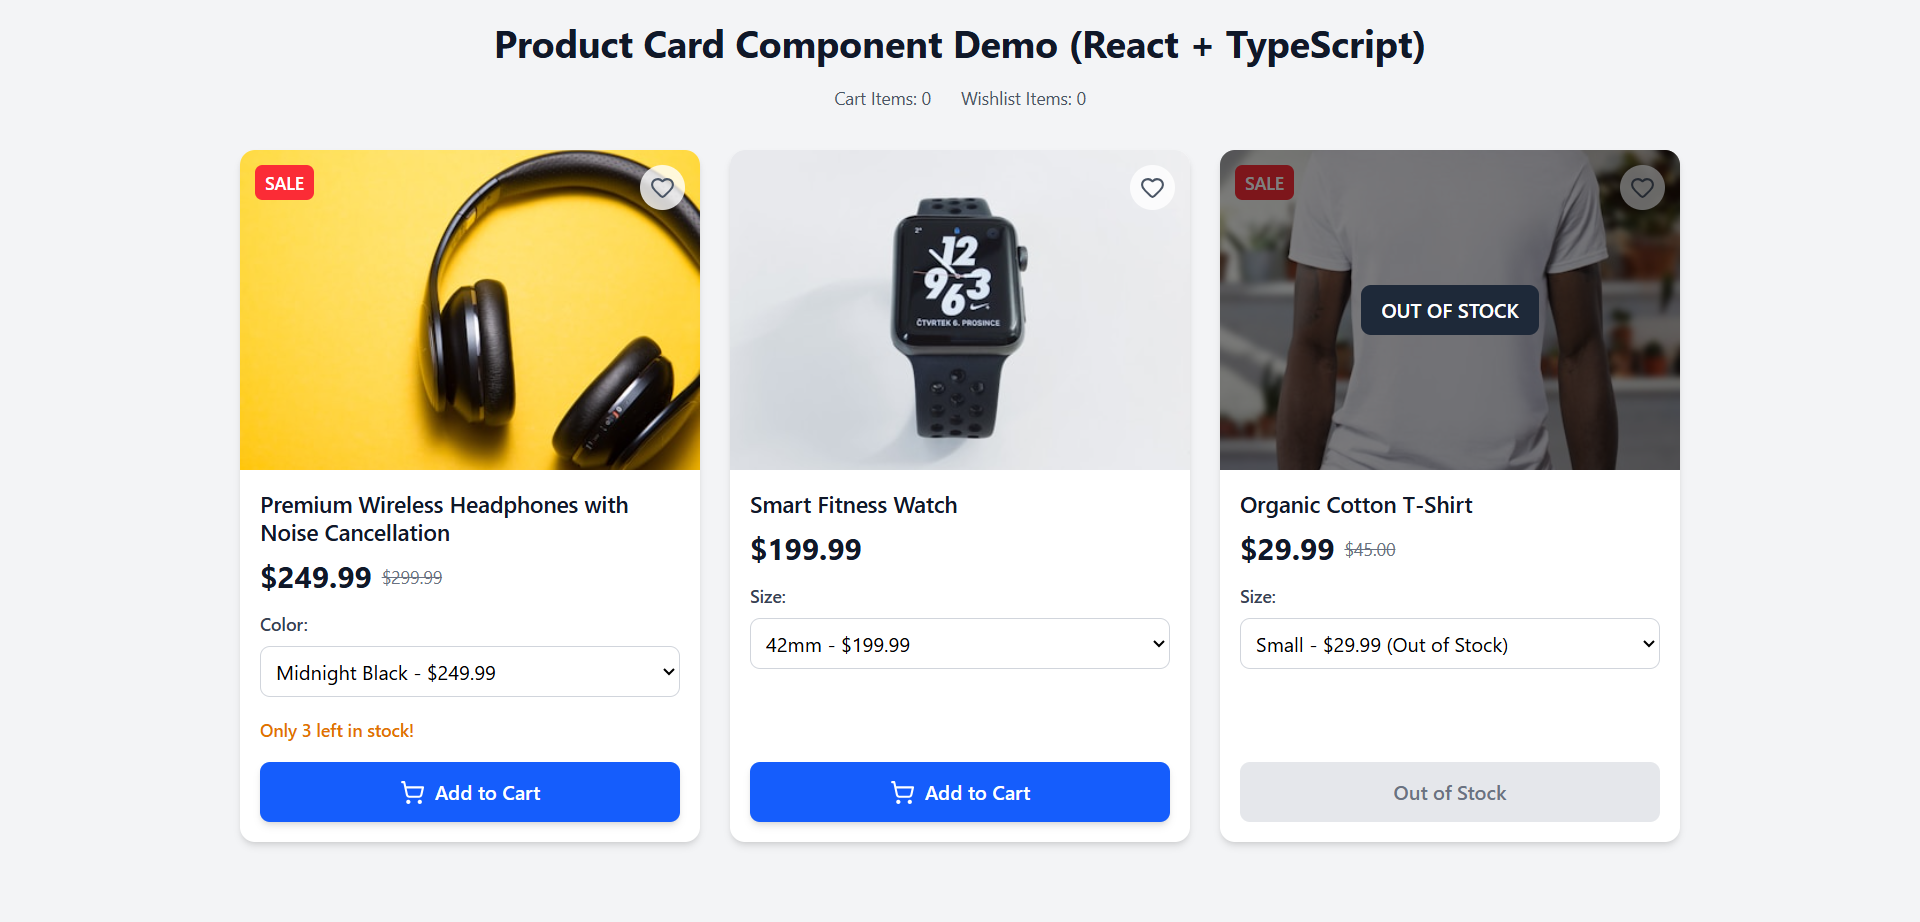 Product Card Component Demo (React + TypeScript)
Cart Items: 0
Wishlist Items: 0
SALE
Premium Wireless Headphones with
Noise Cancellation
$249.99 $299.99
Color:
Midnight Black - $249.99
Only 3 left in stock!
Add to Cart
2°
12
9 3
6
ČTVRTEK 6. PROSINCE
Smart Fitness Watch
$199.99
Size:
42mm - $199.99
Add to Cart
SALE
OUT OF STOCK
Organic Cotton T-Shirt
$29.99 $45.00
Size:
Small - $29.99 (Out of Stock)
Out of Stock